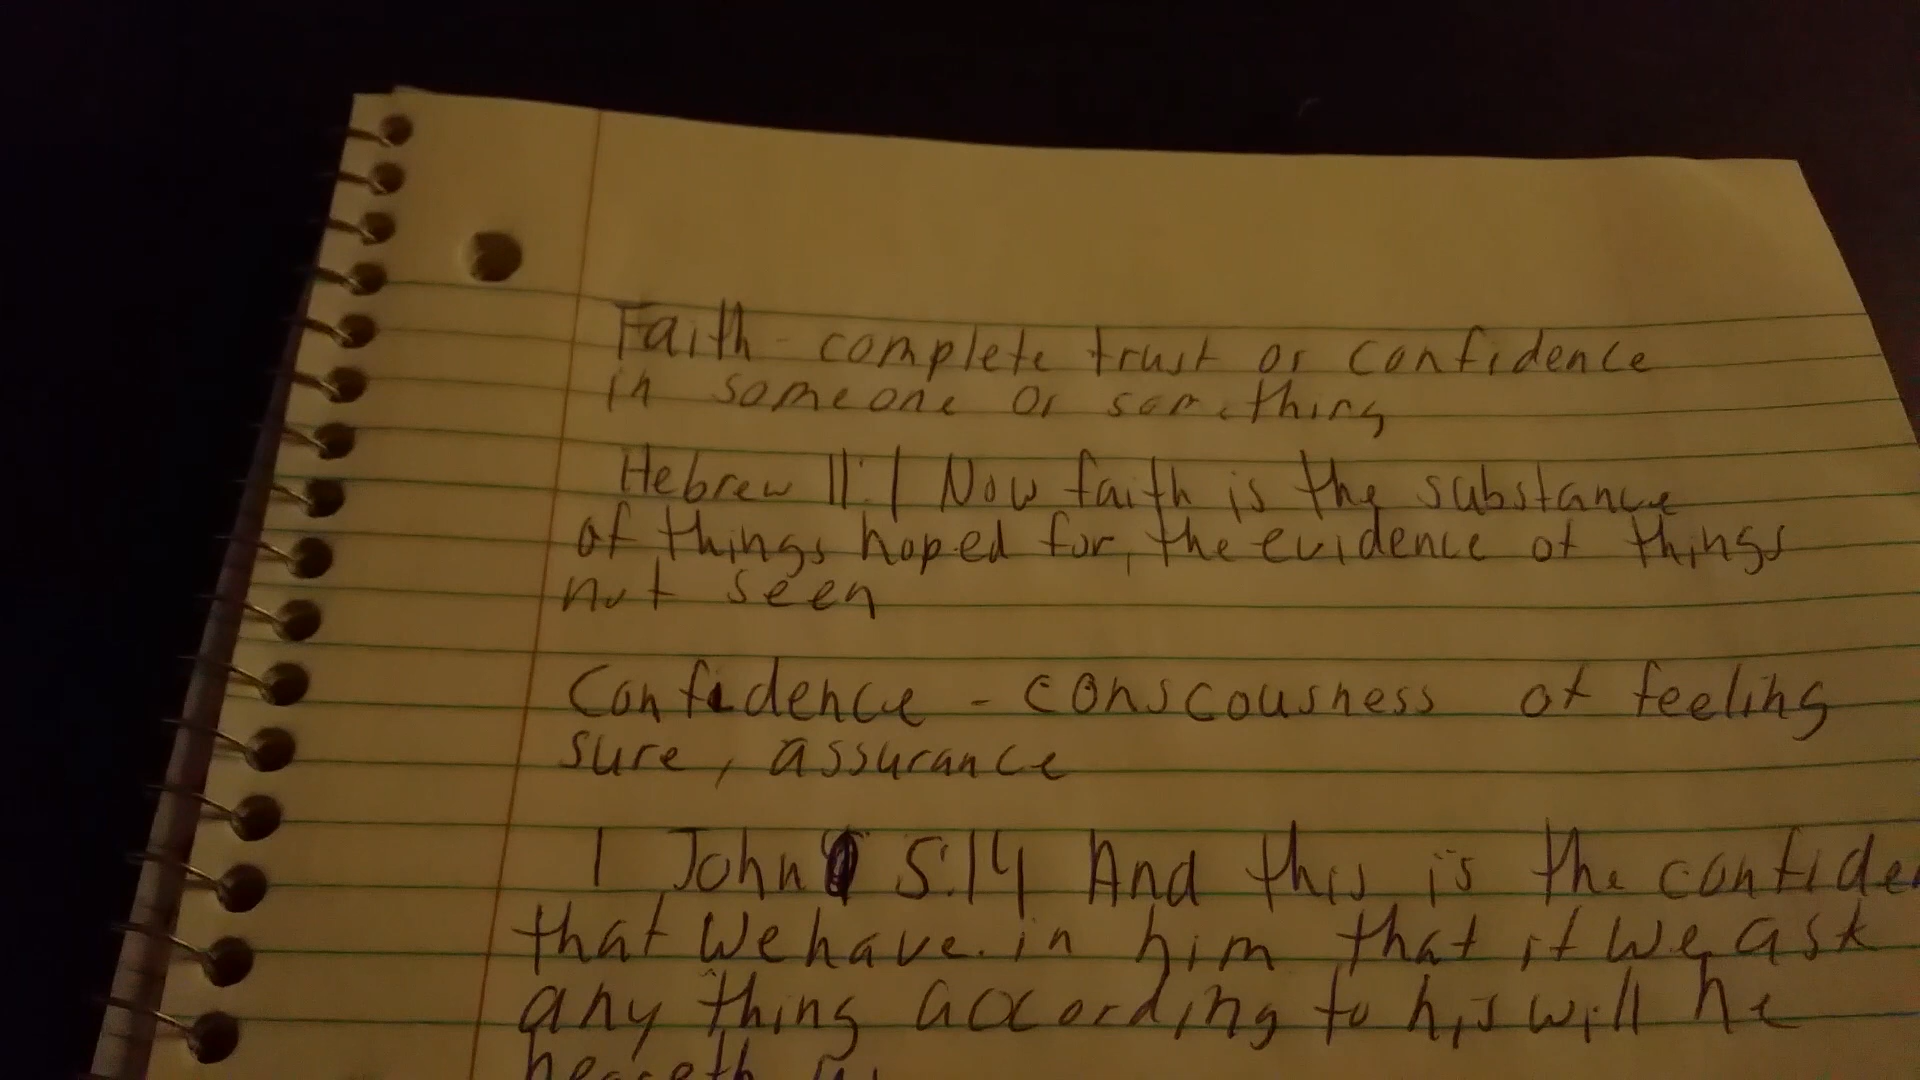 Faith - complete trust or confidence
in someone or something
Hebrew 11:1 Now faith is the substance
of things hoped for, the evidence of things
not seen
Confidence - conscousness of feeling
sure, assurance
1 John 5:14 And this is the confide
that we have in him that if we ask
any thing according to his will he
heareth